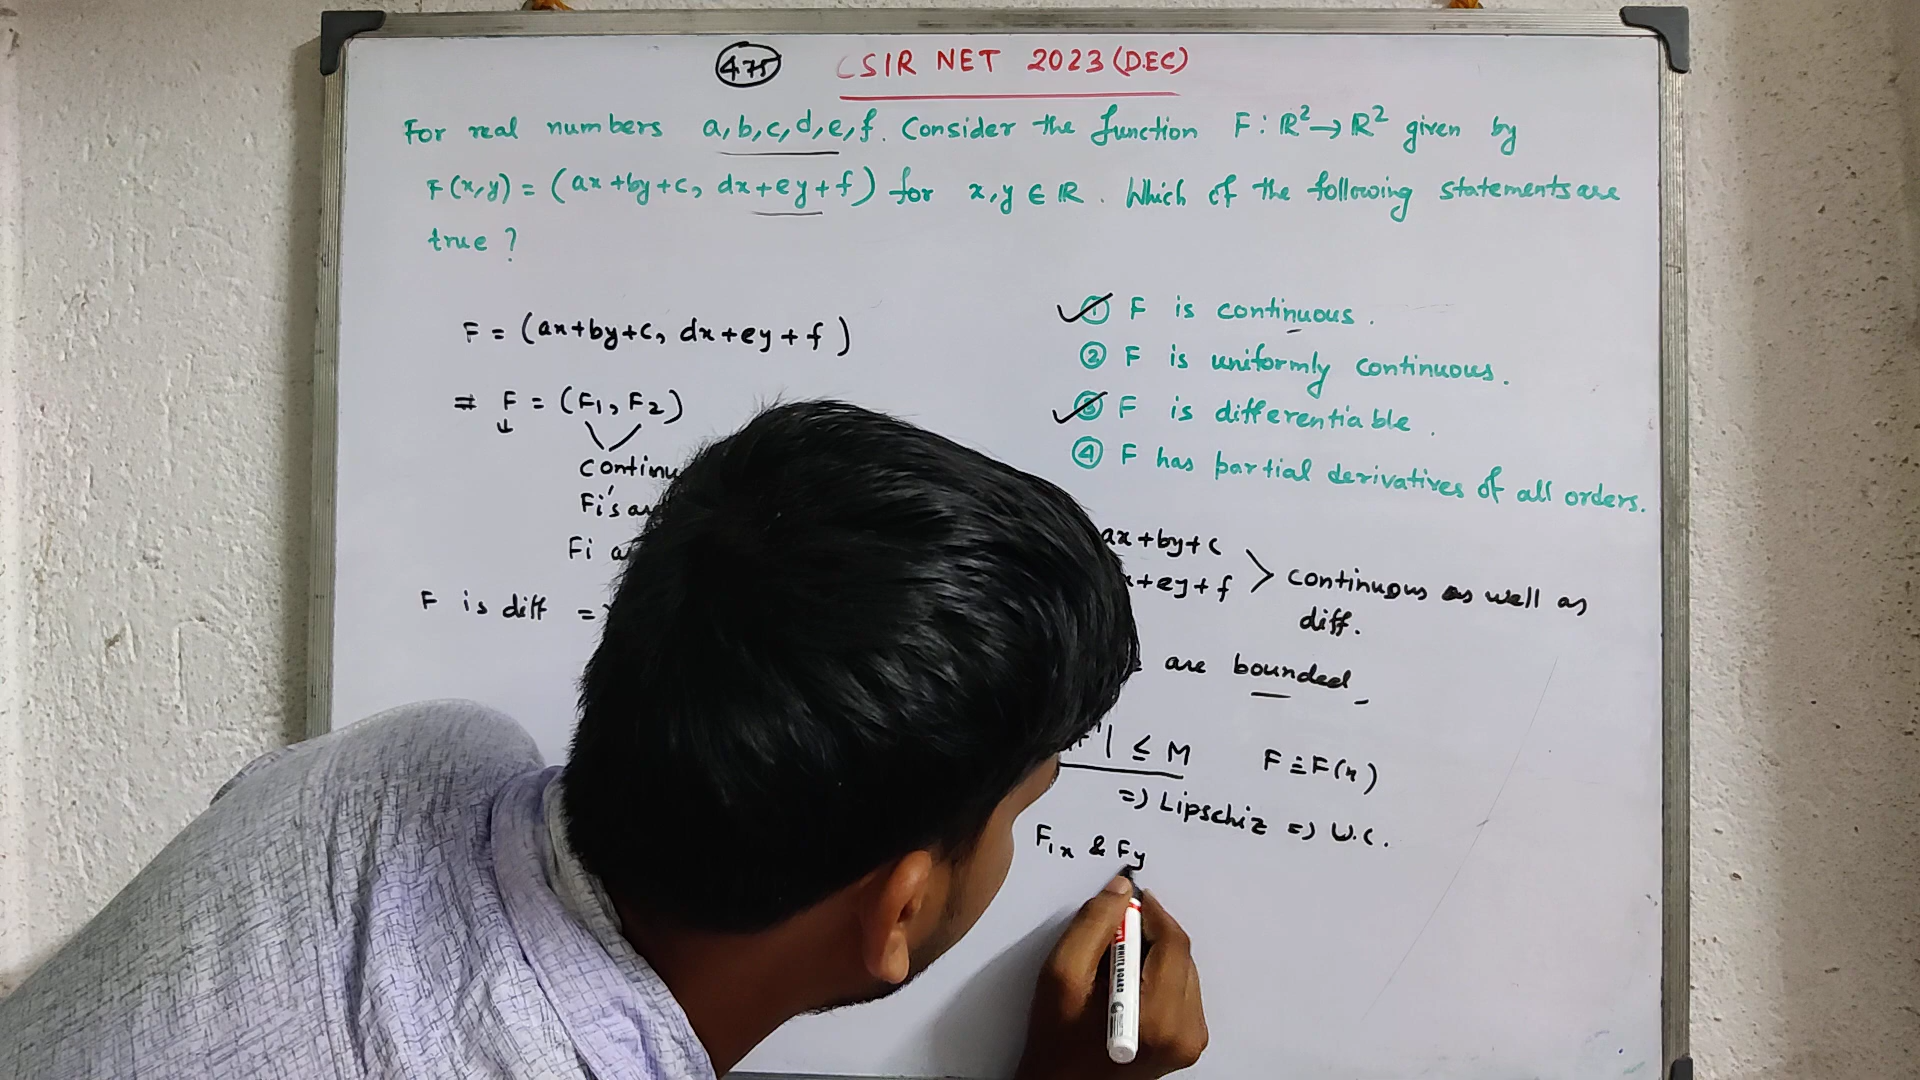 475 CSIR NET 2023 (DEC)
For real numbers a, b, c, d, e, f. Consider the function F : ℝ² → ℝ² given by
F(x,y) = (ax+by+c, dx+ey+f) for x,y ∈ ℝ. Which of the following statements are
true ?
F = (ax+by+c, dx+ey+f)
⇒ F = (F₁, F₂)
↓
Fi's
Fi
F is diff =>
① F is continuous.
② F is uniformly continuous.
③ F is differentiable.
④ F has partial derivatives of all orders.
ax+by+c
+ey+f > continuous as well as
diff.
are bounded
| ≤ M F ≡ F(x)
=> Lipschiz => U.C.
F₁ₓ & Fy
WHITE BOARD